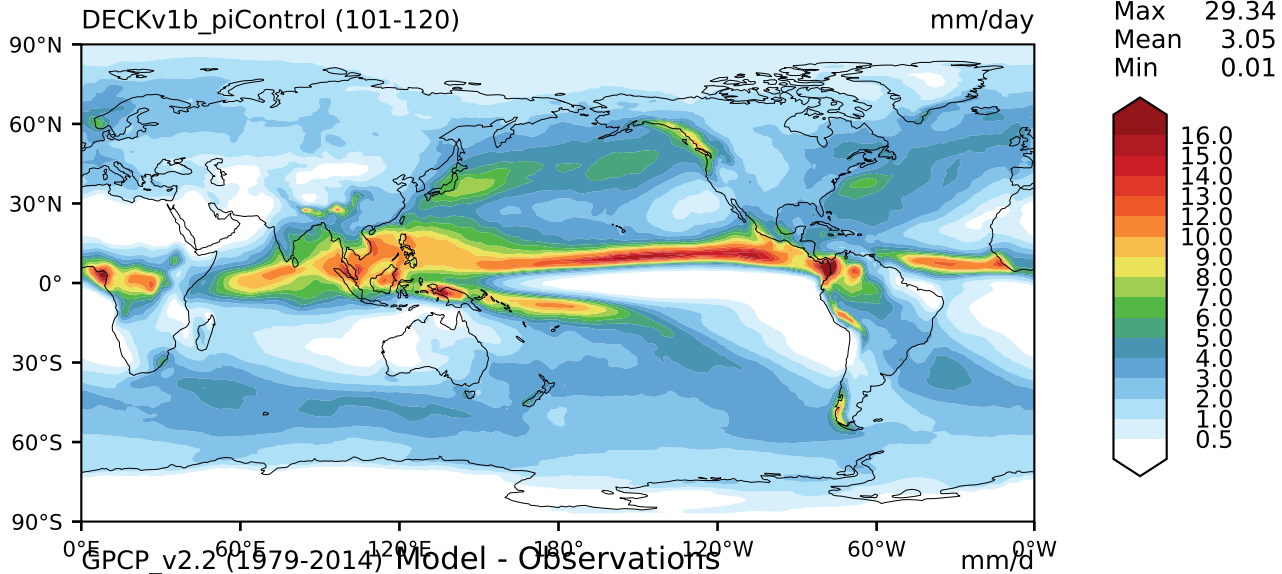 DECKv1b_piControl (101-120) mm/day
Max 29.34
Mean 3.05
Min 0.01
90°N
60°N
30°N
0°
30°S
60°S
90°S
16.0
15.0
14.0
13.0
12.0
10.0
9.0
8.0
7.0
6.0
5.0
4.0
3.0
2.0
1.0
0.5
0°E 60°E 120°E 180° 120°W 60°W 0°W
GPCP_v2.2 (1979-2014) Model - Observations mm/d